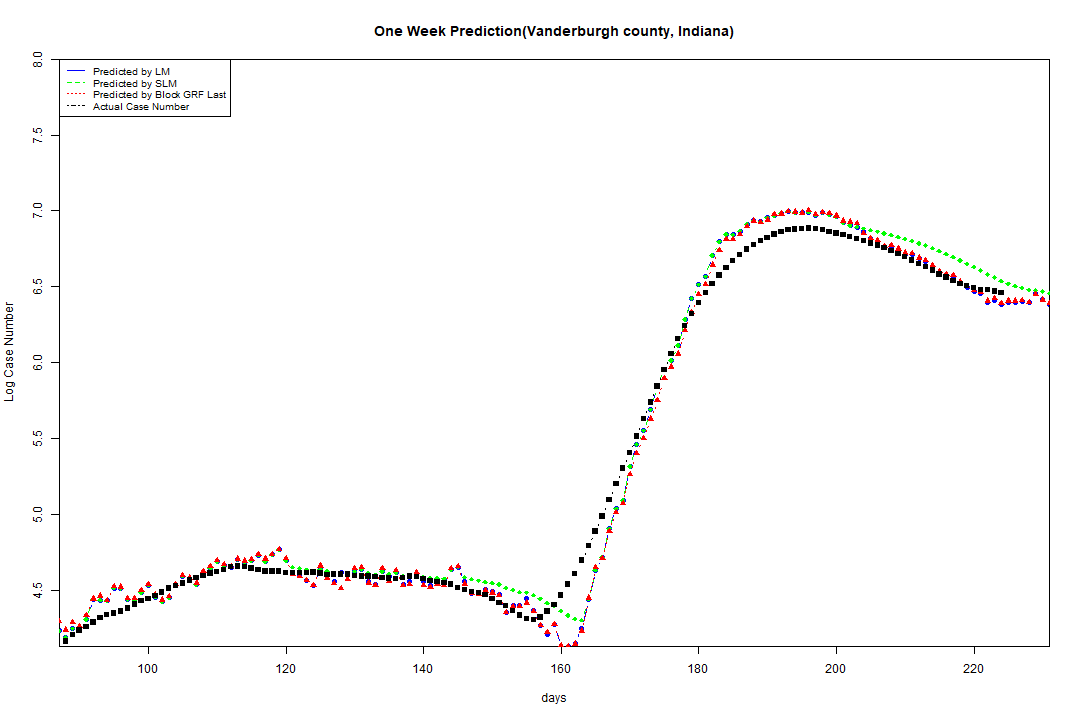 One Week Prediction(Vanderburgh county, Indiana)
Predicted by LM
Predicted by SLM
Predicted by Block GRF Last
Actual Case Number
8.0
7.5
7.0
6.5
6.0
5.5
5.0
4.5
Log Case Number
100 120 140 160 180 200 220
days